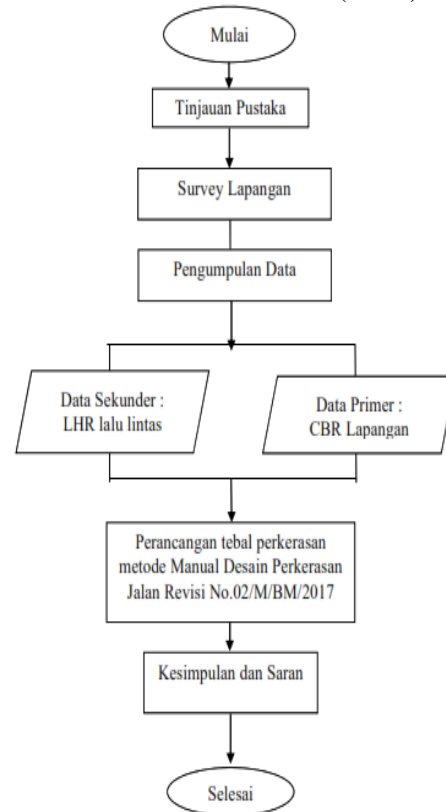 Mulai
Tinjauan Pustaka
Survey Lapangan
Pengumpulan Data
Data Sekunder :
LHR lalu lintas
Data Primer :
CBR Lapangan
Perancangan tebal perkerasan
metode Manual Desain Perkerasan
Jalan Revisi No.02/M/BM/2017
Kesimpulan dan Saran
Selesai